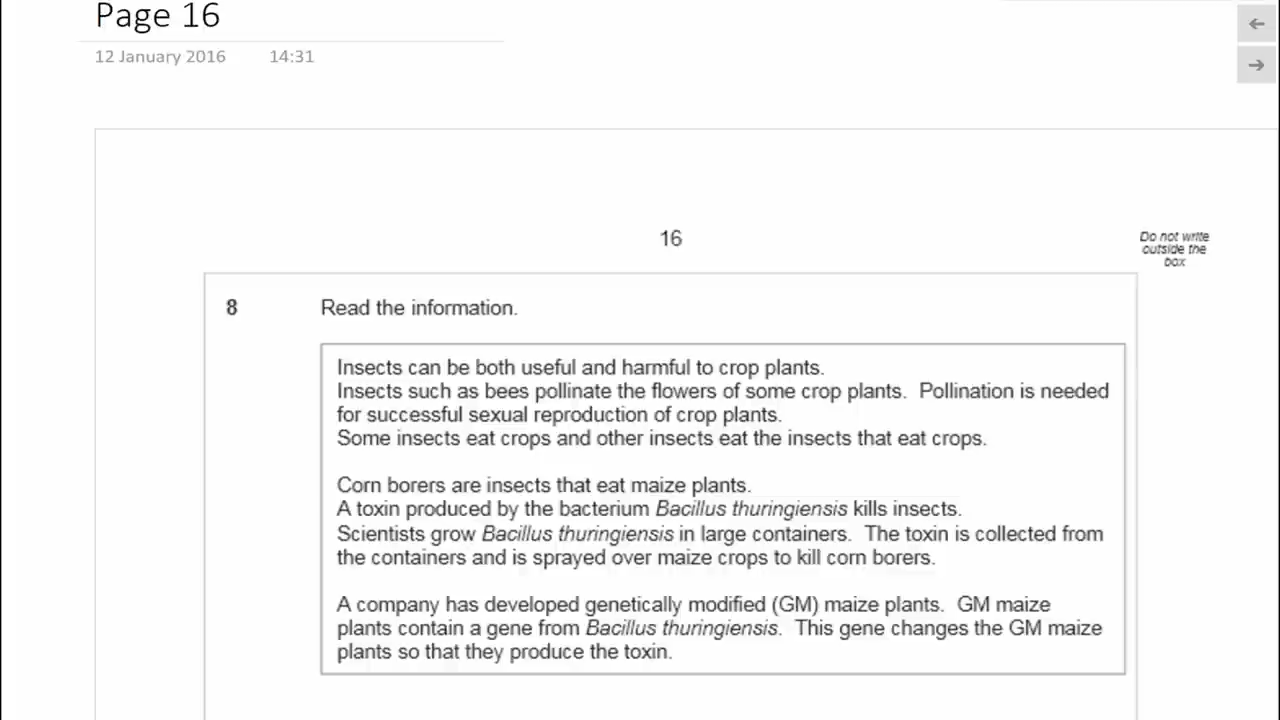 Page 16
12 January 2016 14:31
16
Do not write
outside the
box
8 Read the information.
Insects can be both useful and harmful to crop plants.
Insects such as bees pollinate the flowers of some crop plants. Pollination is needed
for successful sexual reproduction of crop plants.
Some insects eat crops and other insects eat the insects that eat crops.
Corn borers are insects that eat maize plants.
A toxin produced by the bacterium Bacillus thuringiensis kills insects.
Scientists grow Bacillus thuringiensis in large containers. The toxin is collected from
the containers and is sprayed over maize crops to kill corn borers.
A company has developed genetically modified (GM) maize plants. GM maize
plants contain a gene from Bacillus thuringiensis. This gene changes the GM maize
plants so that they produce the toxin.